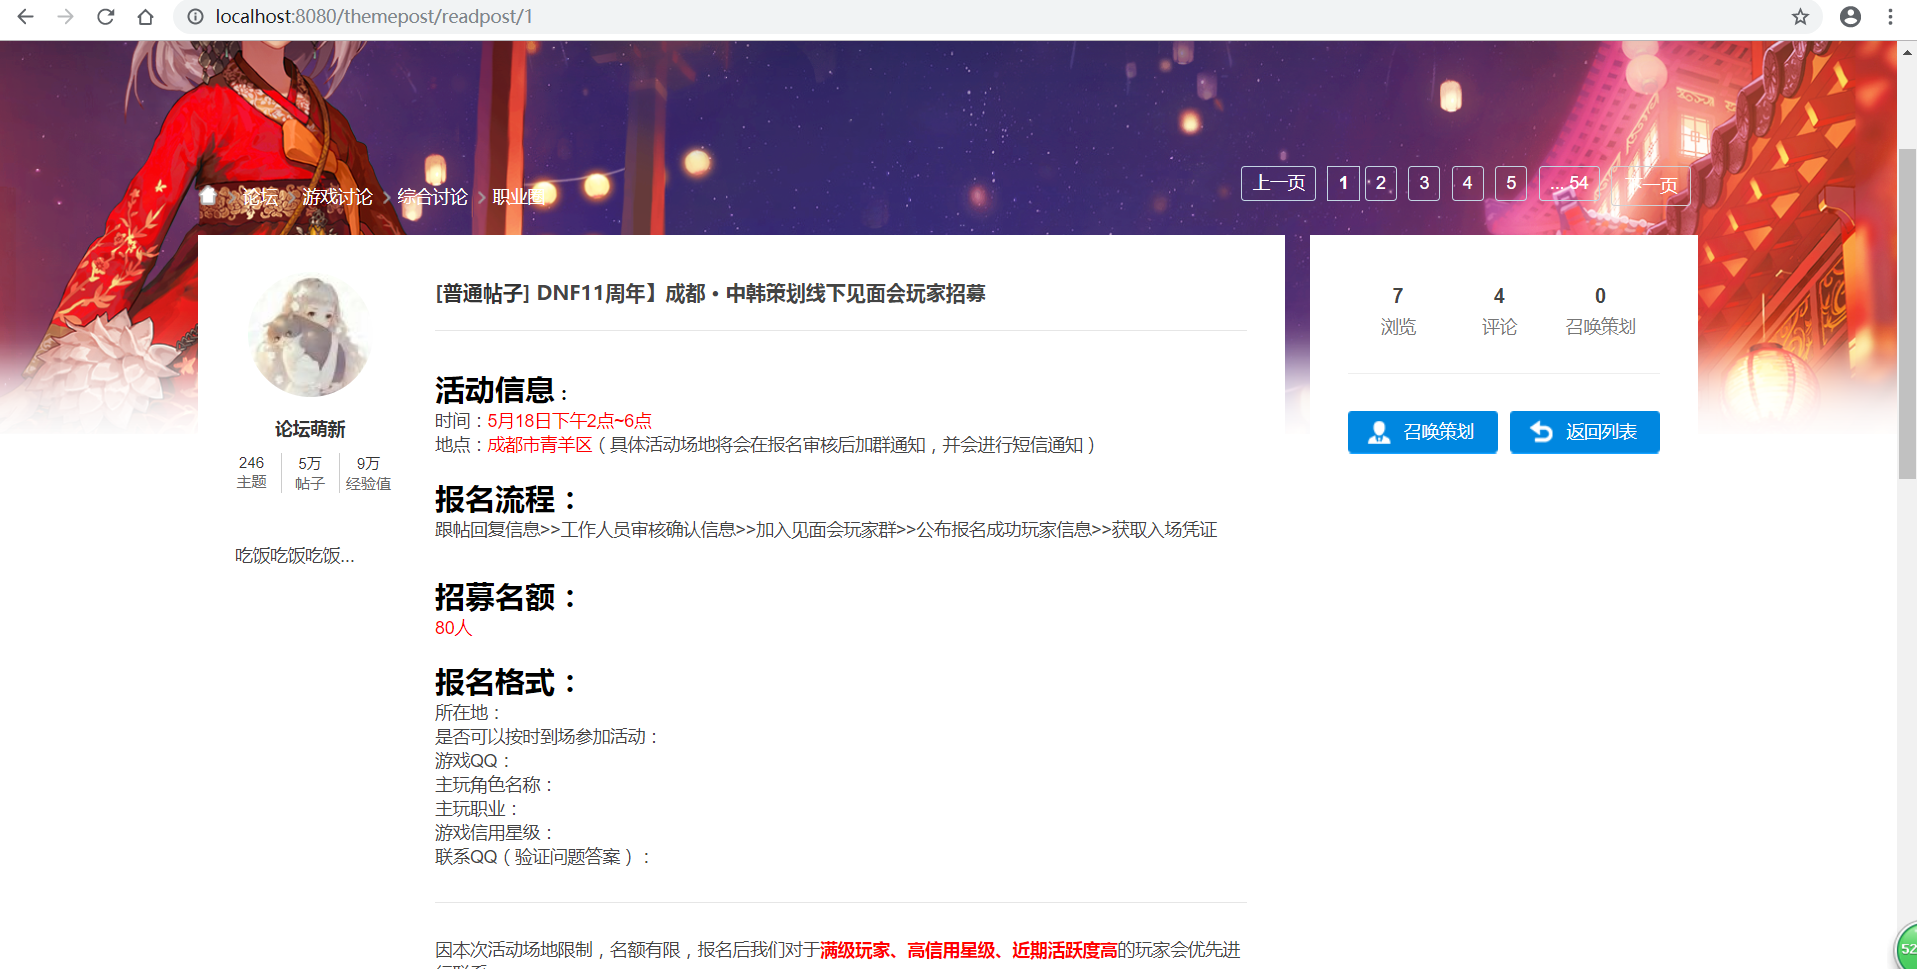 localhost:8080/themepost/readpost/1
论坛 游戏讨论 综合讨论 职业圈
上一页 1 2 3 4 5 ... 54 下一页
[普通帖子] DNF11周年】成都·中韩策划线下见面会玩家招募
论坛萌新
246 5万 9万
主题 帖子 经验值
吃饭吃饭吃饭...
活动信息：
时间：5月18日下午2点~6点
地点：成都市青羊区（具体活动场地将会在报名审核后加群通知，并会进行短信通知）
报名流程：
跟帖回复信息>>工作人员审核确认信息>>加入见面会玩家群>>公布报名成功玩家信息>>获取入场凭证
招募名额：
80人
报名格式：
所在地：
是否可以按时到场参加活动：
游戏QQ：
主玩角色名称：
主玩职业：
游戏信用星级：
联系QQ（验证问题答案）：
因本次活动场地限制，名额有限，报名后我们对于满级玩家、高信用星级、近期活跃度高的玩家会优先进
7 4 0
浏览 评论 召唤策划
召唤策划 返回列表
52